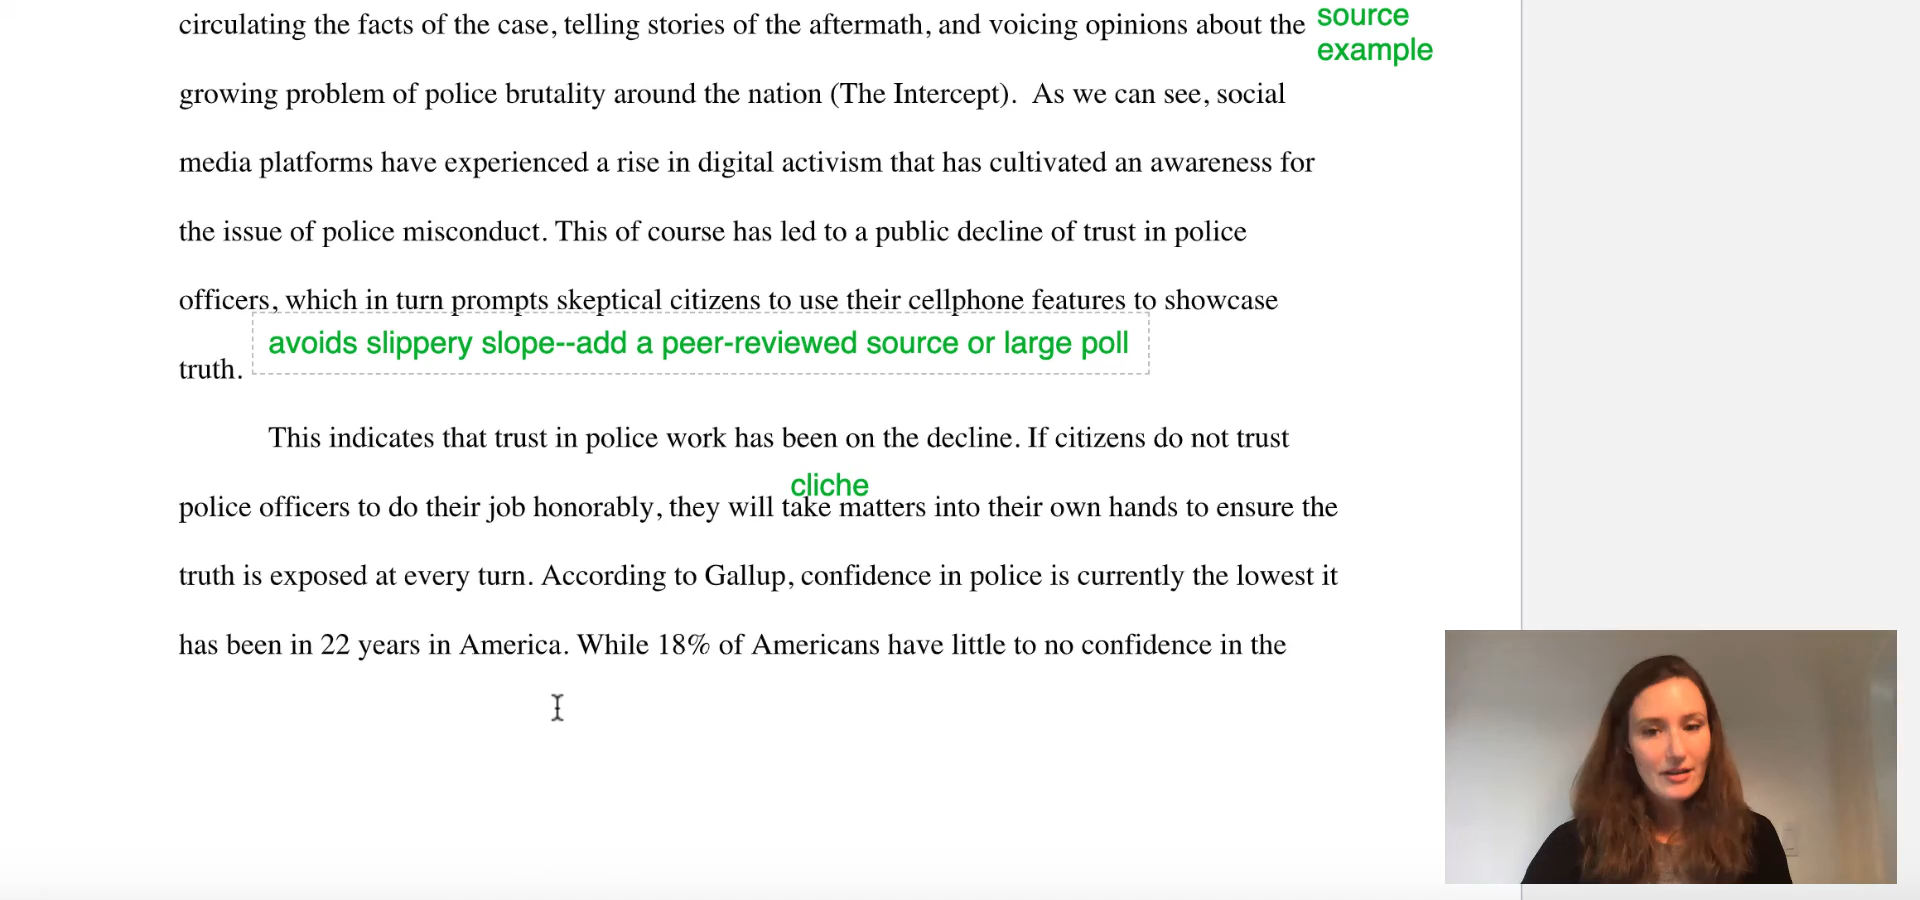 circulating the facts of the case, telling stories of the aftermath, and voicing opinions about the
source
example
growing problem of police brutality around the nation (The Intercept).  As we can see, social
media platforms have experienced a rise in digital activism that has cultivated an awareness for
the issue of police misconduct. This of course has led to a public decline of trust in police
officers, which in turn prompts skeptical citizens to use their cellphone features to showcase
avoids slippery slope--add a peer-reviewed source or large poll
truth.
This indicates that trust in police work has been on the decline. If citizens do not trust
cliche
police officers to do their job honorably, they will take matters into their own hands to ensure the
truth is exposed at every turn. According to Gallup, confidence in police is currently the lowest it
has been in 22 years in America. While 18% of Americans have little to no confidence in the